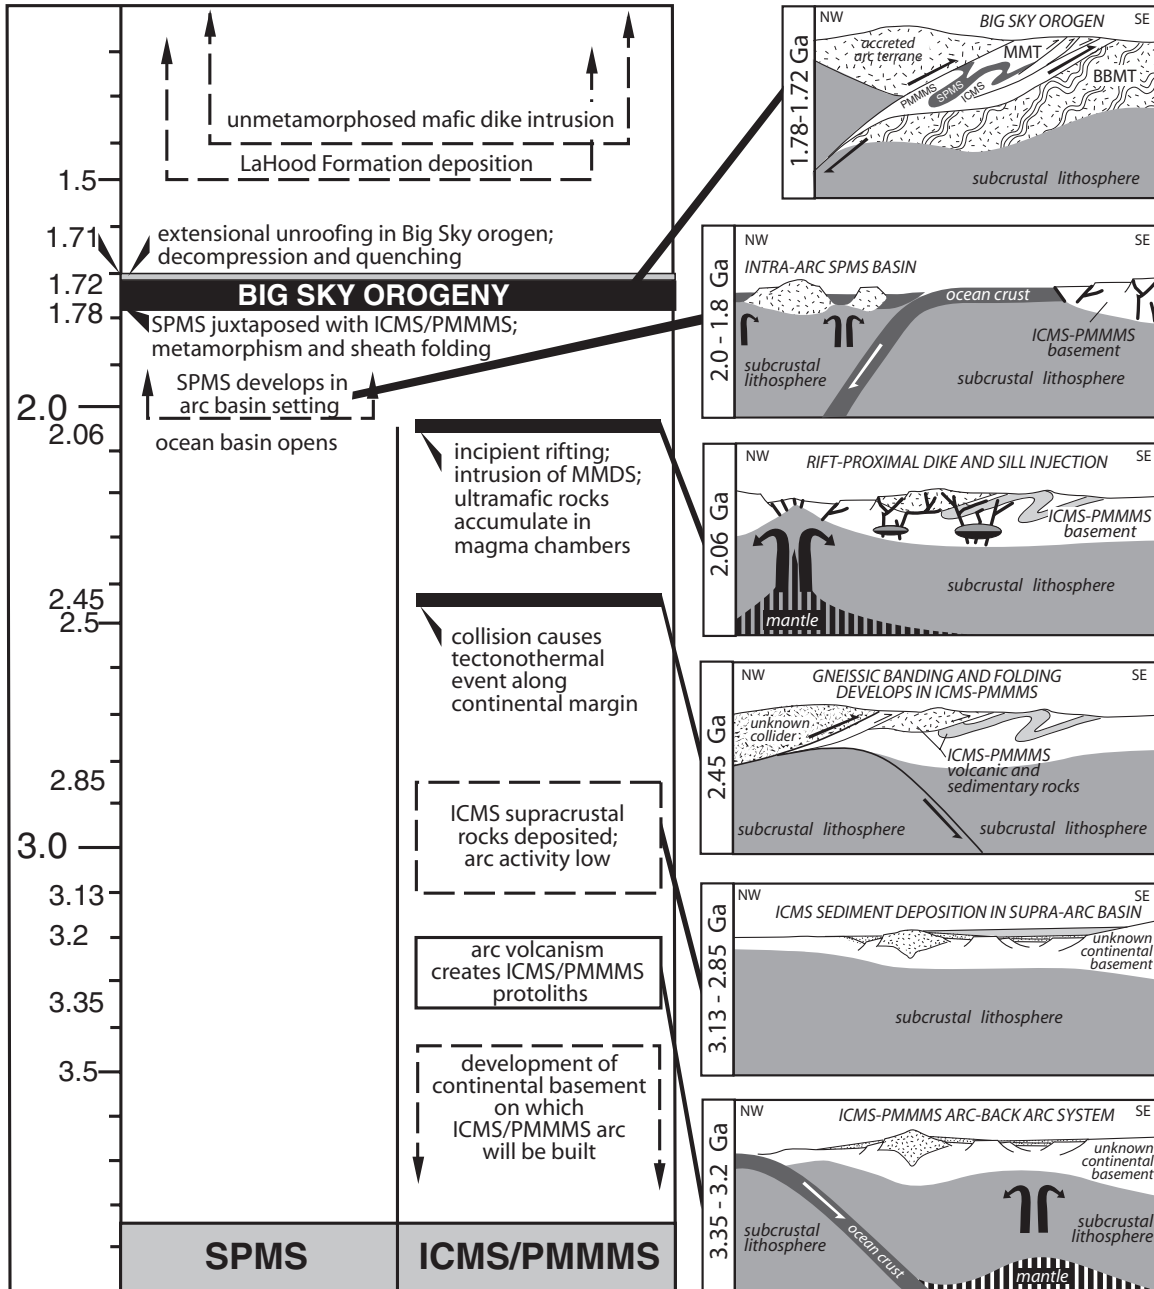 unmetamorphosed mafic dike intrusion
LaHood Formation deposition
1.5
1.71
extensional unroofing in Big Sky orogen;
decompression and quenching
1.72
BIG SKY OROGENY
1.78
SPMS juxtaposed with ICMS/PMMMS;
metamorphism and sheath folding
SPMS develops in
arc basin setting
2.0
2.06
ocean basin opens
incipient rifting;
intrusion of MMDS;
ultramafic rocks
accumulate in
magma chambers
2.45
2.5
collision causes
tectonothermal
event along
continental margin
2.85
ICMS supracrustal
rocks deposited;
arc activity low
3.0
3.13
3.2
arc volcanism
creates ICMS/PMMMS
protoliths
3.35
3.5
development of
continental basement
on which
ICMS/PMMMS arc
will be built
SPMS
ICMS/PMMMS
1.78-1.72 Ga
NW
BIG SKY OROGEN
SE
accreted
arc terrane
MMT
BBMT
PMMMS
SPMS
ICMS
subcrustal lithosphere
2.0 - 1.8 Ga
NW
SE
INTRA-ARC SPMS BASIN
ocean crust
ICMS-PMMMS
basement
subcrustal
lithosphere
subcrustal lithosphere
2.06 Ga
NW
RIFT-PROXIMAL DIKE AND SILL INJECTION
SE
ICMS-PMMMS
basement
subcrustal lithosphere
mantle
2.45 Ga
NW
GNEISSIC BANDING AND FOLDING
DEVELOPS IN ICMS-PMMMS
SE
unknown
collider
ICMS-PMMMS
volcanic and
sedimentary rocks
subcrustal lithosphere
subcrustal lithosphere
3.13 - 2.85 Ga
NW
SE
ICMS SEDIMENT DEPOSITION IN SUPRA-ARC BASIN
unknown
continental
basement
subcrustal lithosphere
3.35 - 3.2 Ga
NW
ICMS-PMMMS ARC-BACK ARC SYSTEM
SE
unknown
continental
basement
subcrustal
lithosphere
ocean crust
subcrustal
lithosphere
mantle